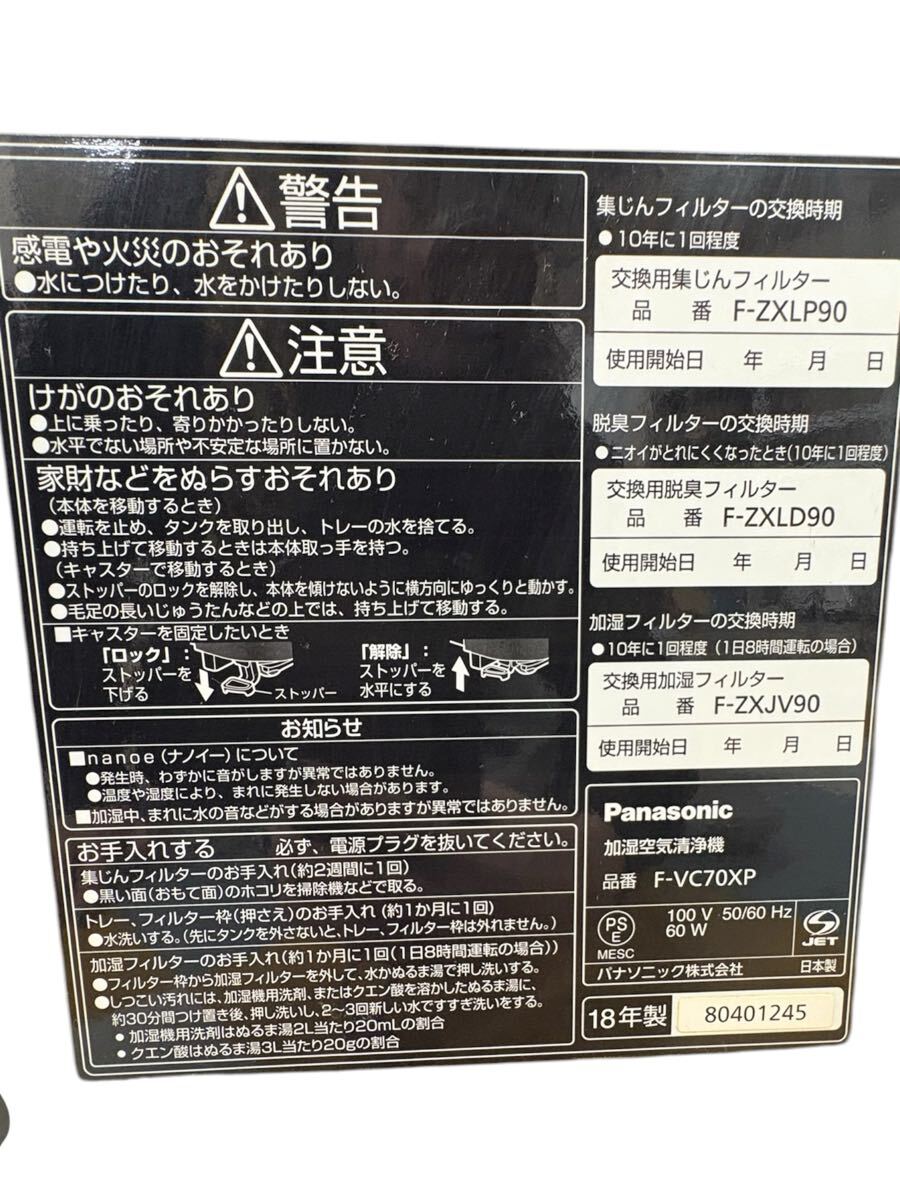 警告
感電や火災のおそれあり
●水につけたり、水をかけたりしない。
注意
けがのおそれあり
●上に乗ったり、寄りかかったりしない。
●水平でない場所や不安定な場所に置かない。
家財などをぬらすおそれあり
(本体を移動するとき)
●運転を止め、タンクを取り出し、トレーの水を捨てる。
●持ち上げて移動するときは本体取っ手を持つ。
(キャスターで移動するとき)
●ストッパーのロックを解除し、本体を傾けないように横方向にゆっくりと動かす。
●毛足の長いじゅうたんなどの上では、持ち上げて移動する。
■キャスターを固定したいとき
「ロック」:
ストッパーを
下げる
ストッパー
「解除」:
ストッパーを
水平にする
お知らせ
■nanoe(ナノイー)について
●発生時、わずかに音がしますが異常ではありません。
●温度や湿度により、まれに発生しない場合があります。
■加湿中、まれに水の音などがする場合がありますが異常ではありません。
お手入れする 必ず、電源プラグを抜いてください。
集じんフィルターのお手入れ(約2週間に1回)
●黒い面(おもて面)のホコリを掃除機などで取る。
トレー、フィルター枠(押さえ)のお手入れ(約1か月に1回)
●水洗いする。(先にタンクを外さないと、トレー、フィルター枠は外れません。)
加湿フィルターのお手入れ(約1か月に1回(1日8時間運転の場合))
●フィルター枠から加湿フィルターを外して、水かぬるま湯で押し洗いする。
●しつこい汚れには、加湿機用洗剤、またはクエン酸を溶かしたぬるま湯に、
約30分間つけ置き後、押し洗いし、2～3回新しい水ですすぎ洗いをする。
•加湿機用洗剤はぬるま湯2L当たり20mLの割合
•クエン酸はぬるま湯3L当たり20gの割合
集じんフィルターの交換時期
●10年に1回程度
交換用集じんフィルター
品 番 F-ZXLP90
使用開始日 年 月 日
脱臭フィルターの交換時期
●ニオイがとれにくくなったとき(10年に1回程度)
交換用脱臭フィルター
品 番 F-ZXLD90
使用開始日 年 月 日
加湿フィルターの交換時期
●10年に1回程度(1日8時間運転の場合)
交換用加湿フィルター
品 番 F-ZXJV90
使用開始日 年 月 日
Panasonic
加湿空気清浄機
品番 F-VC70XP
PS
E
MESC
100 V 50/60 Hz
60 W
JET
パナソニック株式会社 日本製
18年製 80401245